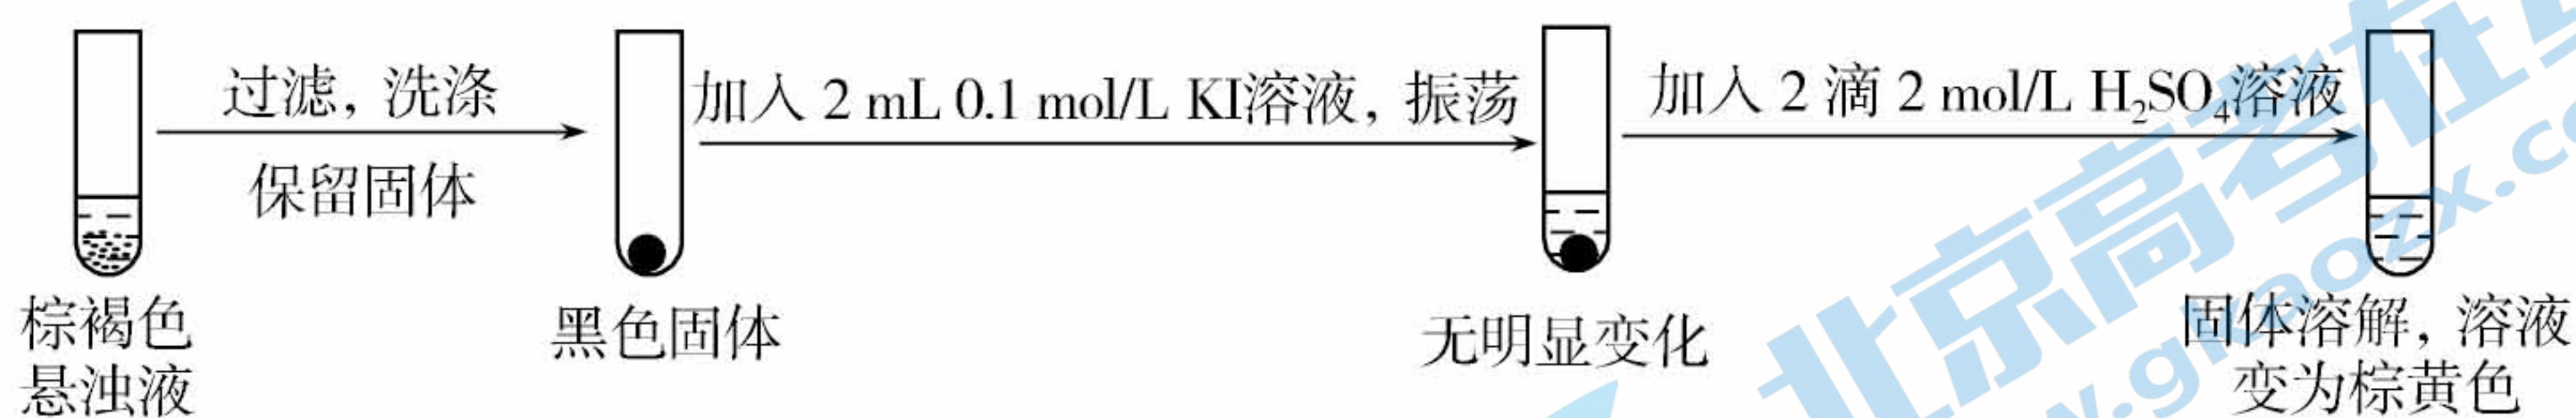 过滤，洗涤
保留固体
加入 2 mL 0.1 mol/L KI溶液，振荡
加入 2 滴 2 mol/L H₂SO₄溶液
棕褐色
悬浊液
黑色固体
无明显变化
固体溶解，溶液
变为棕黄色
北京高考在
w.gkaozx.c